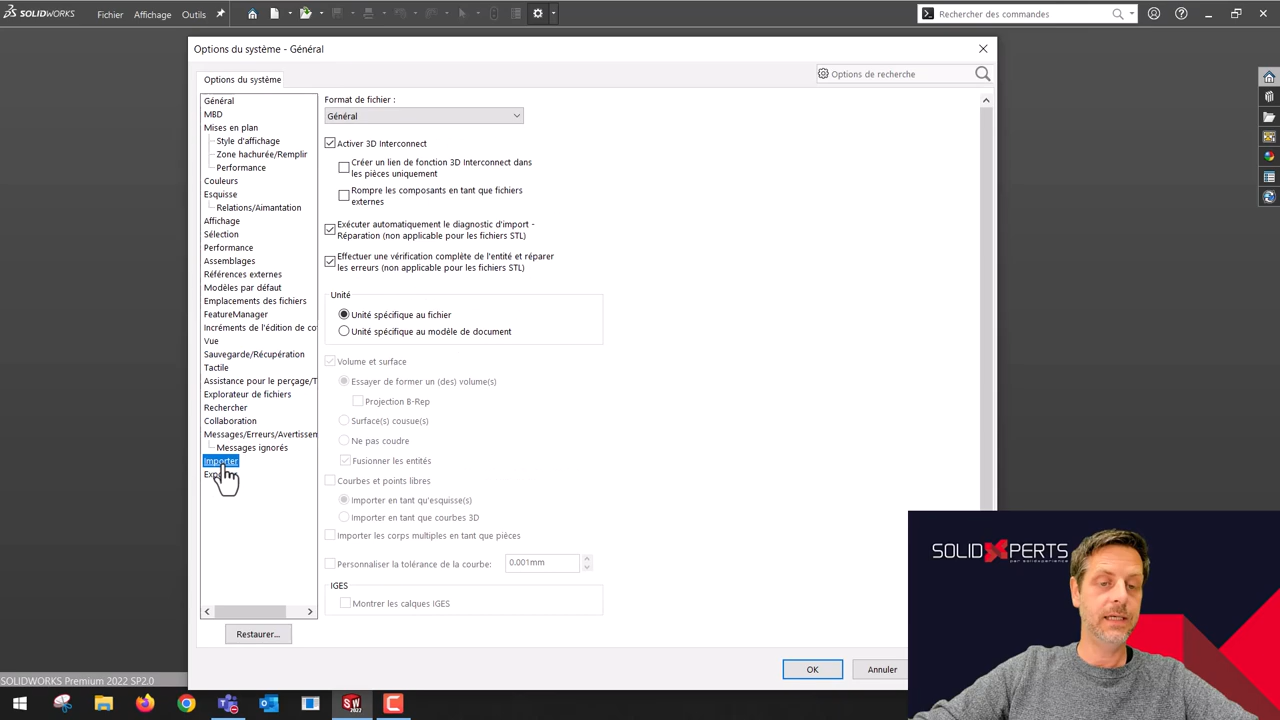 SOLIDWORKS
Fichier
Affichage
Outils
Rechercher des commandes
Options du système - Général
Options du système
Options de recherche
Général
MBD
Mises en plan
Style d'affichage
Zone hachurée/Remplir
Performance
Couleurs
Esquisse
Relations/Aimantation
Affichage
Sélection
Performance
Assemblages
Références externes
Modèles par défaut
Emplacements des fichiers
FeatureManager
Incréments de l'édition de co
Vue
Sauvegarde/Récupération
Tactile
Assistance pour le perçage/T
Explorateur de fichiers
Rechercher
Collaboration
Messages/Erreurs/Avertissem
Messages ignorés
Importer
Restaurer...
Format de fichier :
Général
Activer 3D Interconnect
Créer un lien de fonction 3D Interconnect dans
les pièces uniquement
Rompre les composants en tant que fichiers
externes
Exécuter automatiquement le diagnostic d'import -
Réparation (non applicable pour les fichiers STL)
Effectuer une vérification complète de l'entité et réparer
les erreurs (non applicable pour les fichiers STL)
Unité
Unité spécifique au fichier
Unité spécifique au modèle de document
Volume et surface
Essayer de former un (des) volume(s)
Projection B-Rep
Surface(s) cousue(s)
Ne pas coudre
Fusionner les entités
Courbes et points libres
Importer en tant qu'esquisse(s)
Importer en tant que courbes 3D
Importer les corps multiples en tant que pièces
Personnaliser la tolérance de la courbe:
0.001mm
IGES
Montrer les calques IGES
OK
Annuler
SOLIDXPERTS
par solidxperience
SOLIDWORKS Premium 2022 SP2.0
SW
2022